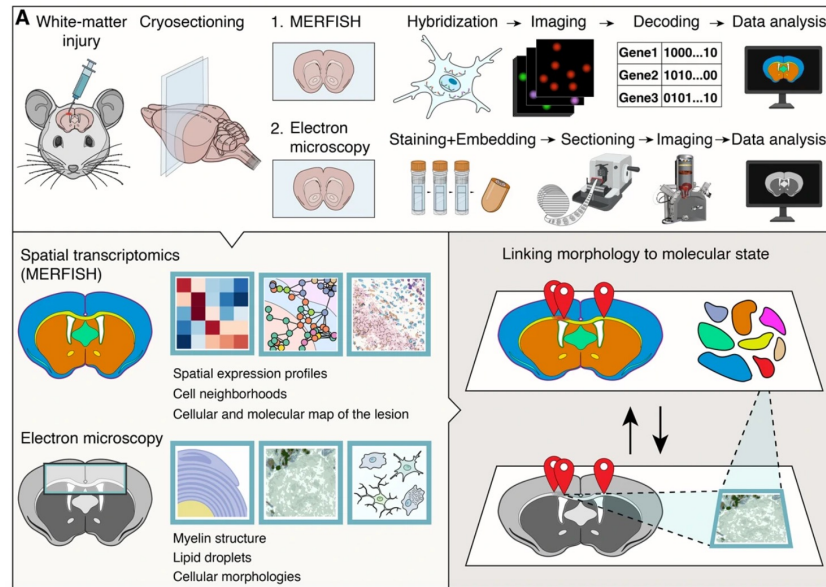 A
White-matter
injury
Cryosectioning
1. MERFISH
2. Electron
microscopy
Hybridization → Imaging → Decoding → Data analysis
Gene1 1000...10
Gene2 1010...00
Gene3 0101...10
Staining+Embedding → Sectioning → Imaging → Data analysis
Spatial transcriptomics
(MERFISH)
Spatial expression profiles
Cell neighborhoods
Cellular and molecular map of the lesion
Electron microscopy
Myelin structure
Lipid droplets
Cellular morphologies
Linking morphology to molecular state